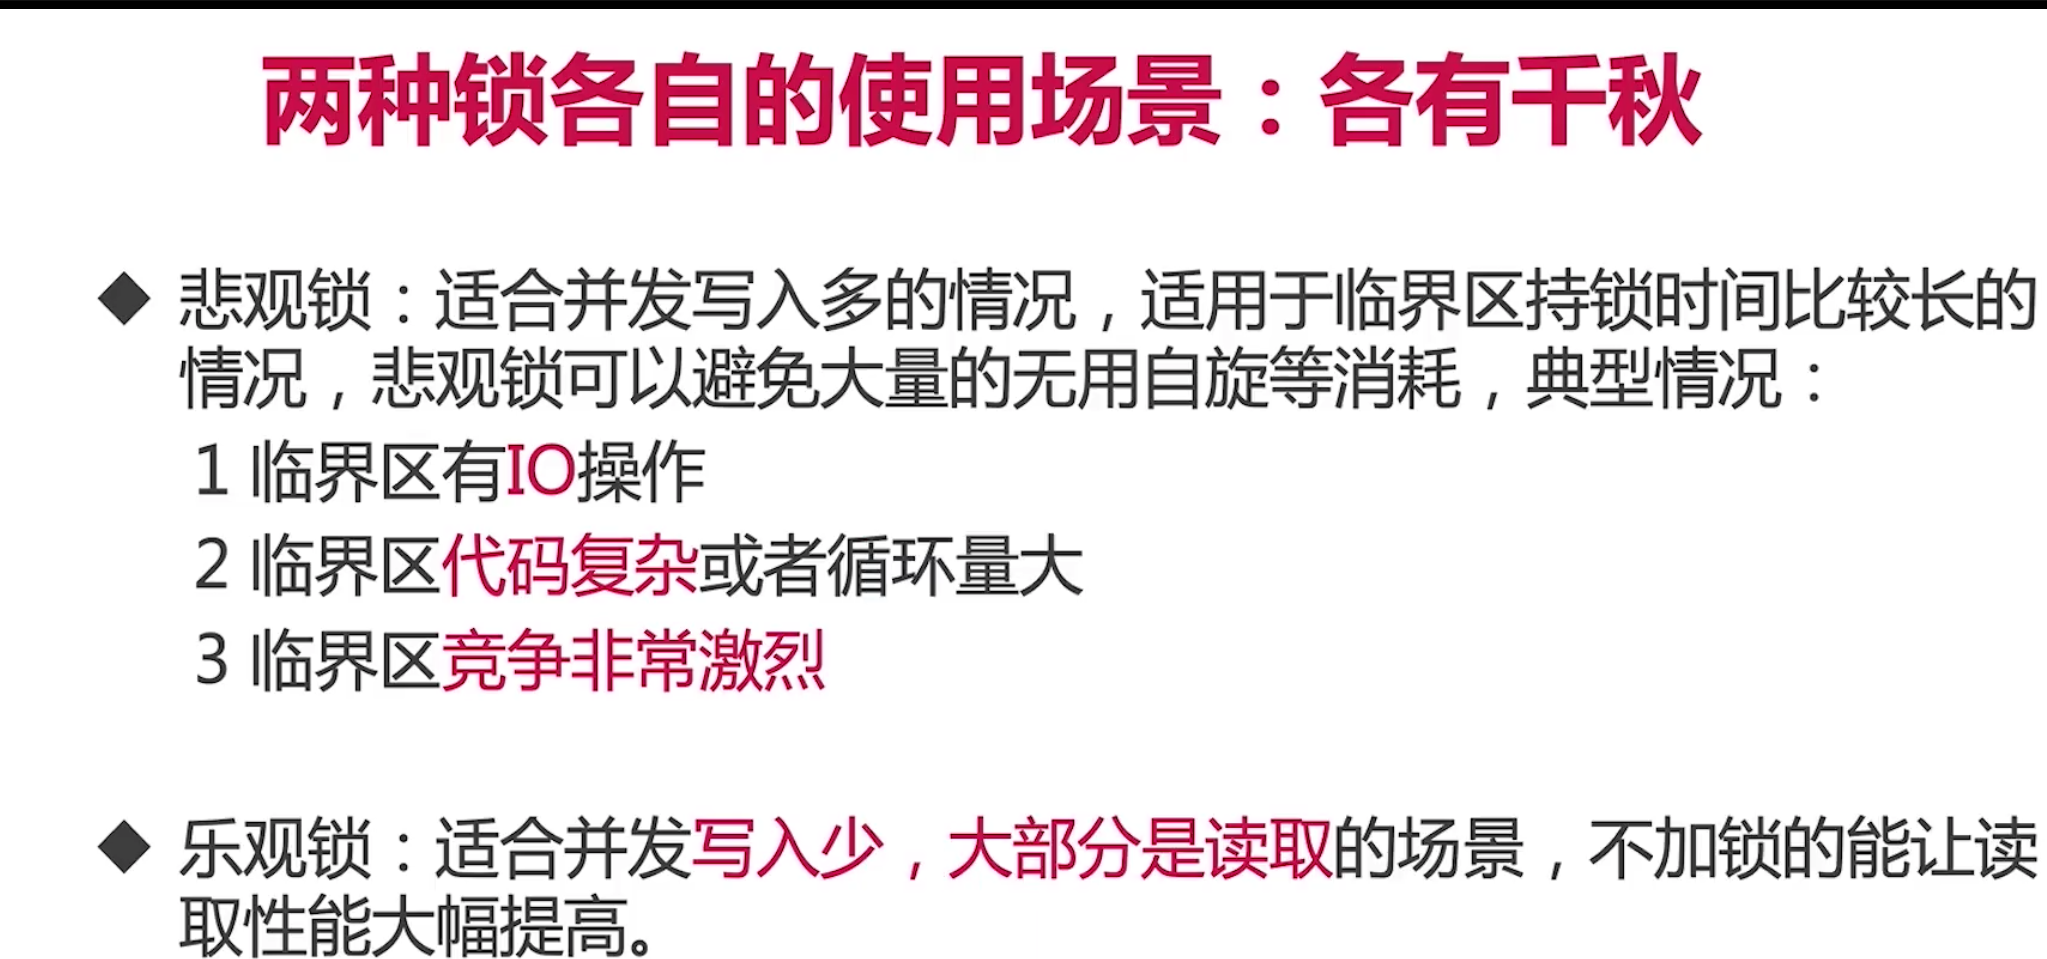 两种锁各自的使用场景：各有千秋
◆ 悲观锁：适合并发写入多的情况，适用于临界区持锁时间比较长的
情况，悲观锁可以避免大量的无用自旋等消耗，典型情况：
1 临界区有IO操作
2 临界区代码复杂或者循环量大
3 临界区竞争非常激烈
◆ 乐观锁：适合并发写入少，大部分是读取的场景，不加锁的能让读
取性能大幅提高。